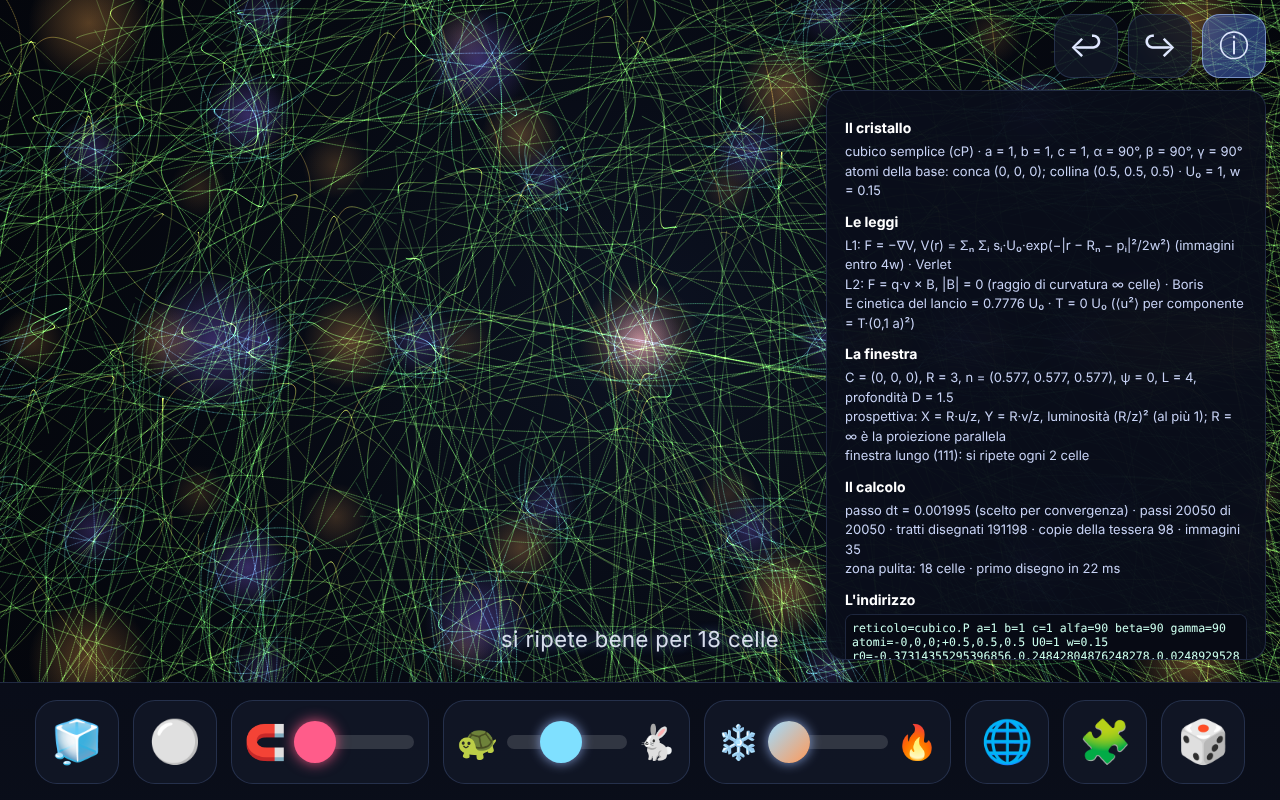 Il cristallo
cubico semplice (cP) · a = 1, b = 1, c = 1, α = 90°, β = 90°, γ = 90°
atomi della base: conca (0, 0, 0); collina (0.5, 0.5, 0.5) · U₀ = 1, w
= 0.15
Le leggi
L1: F = −∇V, V(r) = Σₙ Σᵢ sᵢ·U₀·exp(−|r − Rₙ − pᵢ|²/2w²) (immagini
entro 4w) · Verlet
L2: F = q·v × B, |B| = 0 (raggio di curvatura ∞ celle) · Boris
E cinetica del lancio = 0.7776 U₀ · T = 0 U₀ (⟨u²⟩ per componente
= T·(0,1 a)²)
La finestra
C = (0, 0, 0), R = 3, n = (0.577, 0.577, 0.577), ψ = 0, L = 4,
profondità D = 1.5
prospettiva: X = R·u/z, Y = R·v/z, luminosità (R/z)² (al più 1); R =
∞ è la proiezione parallela
finestra lungo (111): si ripete ogni 2 celle
Il calcolo
passo dt = 0.001995 (scelto per convergenza) · passi 20050 di
20050 · tratti disegnati 191198 · copie della tessera 98 · immagini
35
zona pulita: 18 celle · primo disegno in 22 ms
L'indirizzo
reticolo=cubico.P a=1 b=1 c=1 alfa=90 beta=90 gamma=90
atomi=-0,0,0;+0.5,0.5,0.5 U0=1 w=0.15
r0=-0.37314355295396856,0.24842804876248278,0.0248929528
si ripete bene per 18 celle